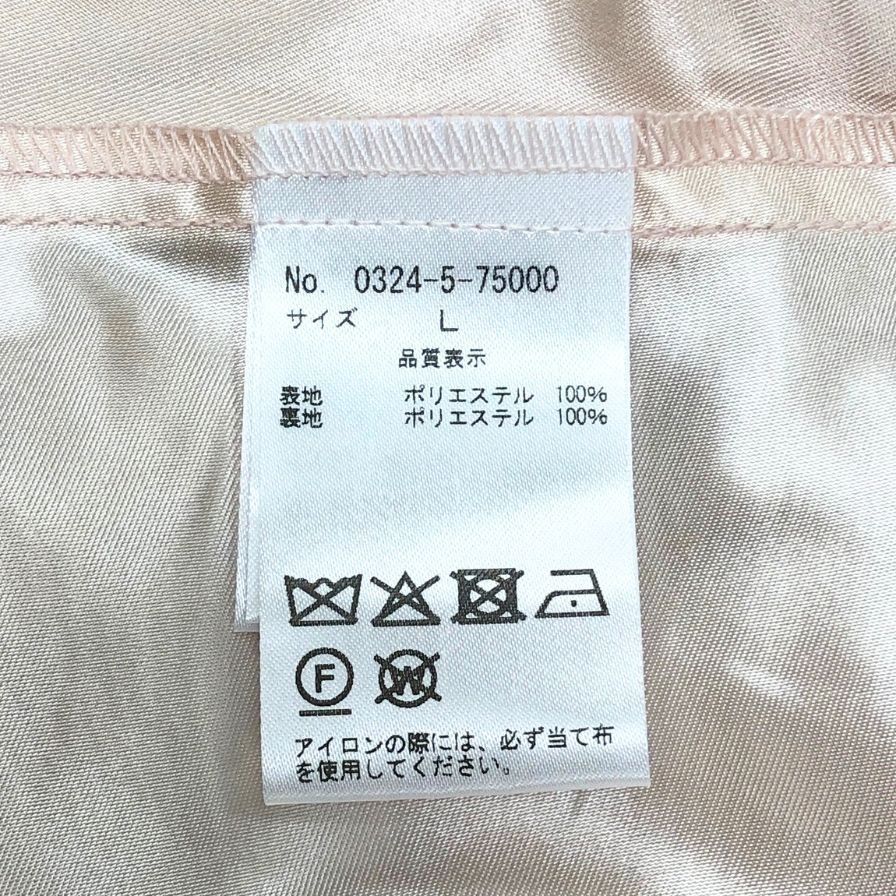 No. 0324-5-75000
サイズ L
品質表示
表地 ポリエステル 100%
裏地 ポリエステル 100%
F W
アイロンの際には、必ず当て布
を使用してください。